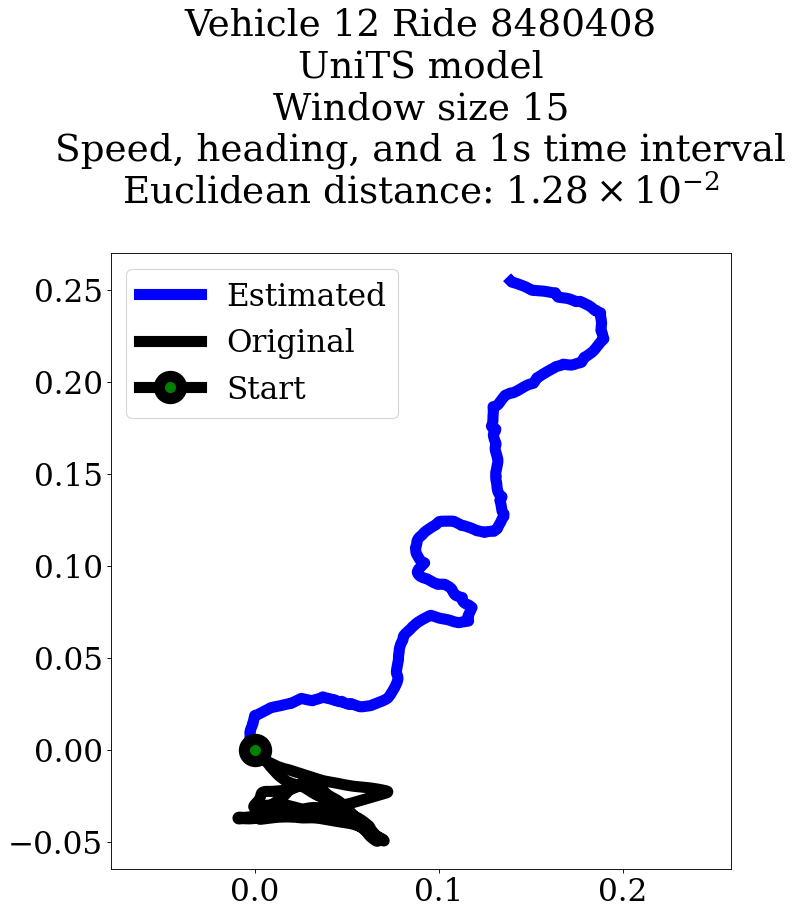 Vehicle 12 Ride 8480408
UniTS model
Window size 15
Speed, heading, and a 1s time interval
Euclidean distance: 1.28 × 10⁻²
Estimated
Original
Start
0.25
0.20
0.15
0.10
0.05
0.00
−0.05
0.0 0.1 0.2